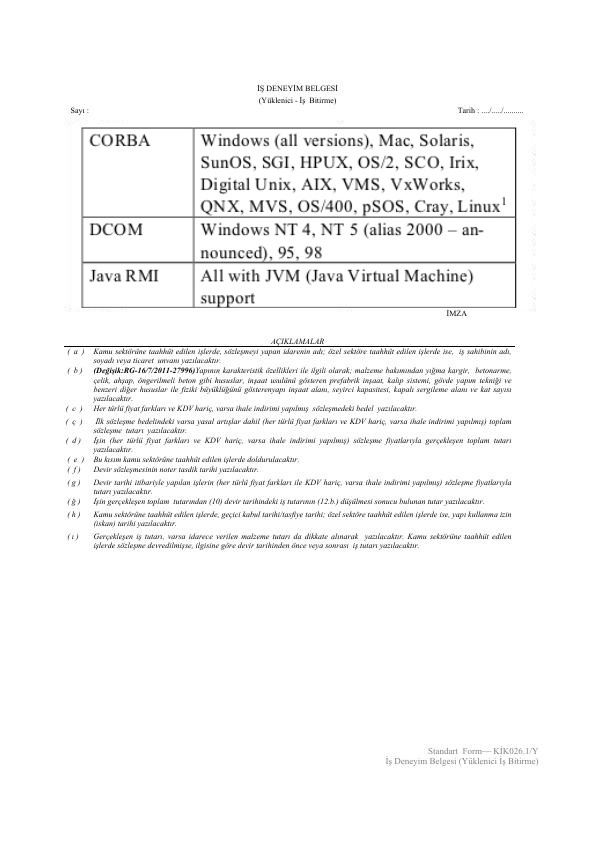 İŞ DENEYİM BELGESİ
(Yüklenici - İş Bitirme)
Sayı :
Tarih : ..../...../..........
CORBA
Windows (all versions), Mac, Solaris,
SunOS, SGI, HPUX, OS/2, SCO, Irix,
Digital Unix, AIX, VMS, VxWorks,
QNX, MVS, OS/400, pSOS, Cray, Linux1
DCOM
Windows NT 4, NT 5 (alias 2000 – an-
nounced), 95, 98
Java RMI
All with JVM (Java Virtual Machine)
support
İMZA
AÇIKLAMALAR
( a ) Kamu sektörüne taahhüt edilen işlerde, sözleşmeyi yapan idarenin adı; özel sektöre taahhüt edilen işlerde ise, iş sahibinin adı,
soyadı veya ticaret unvanı yazılacaktır.
( b ) (Değişik:RG-16/7/2011-27996)Yapının karakteristik özellikleri ile ilgili olarak; malzeme bakımından yığma kargir, betonarme,
çelik, ahşap, öngerilmeli beton gibi hususlar, inşaat usulünü gösteren prefabrik inşaat, kalıp sistemi, gövde yapım tekniği ve
benzeri diğer hususlar ile fiziki büyüklüğünü gösterenyapı inşaat alanı, seyirci kapasitesi, kapalı sergileme alanı ve kat sayısı
yazılacaktır.
( c ) Her türlü fiyat farkları ve KDV hariç, varsa ihale indirimi yapılmış sözleşmedeki bedel yazılacaktır.
( ç ) İlk sözleşme bedelindeki varsa yasal artışlar dahil (her türlü fiyat farkları ve KDV hariç, varsa ihale indirimi yapılmış) toplam
sözleşme tutarı yazılacaktır.
( d ) İşin (her türlü fiyat farkları ve KDV hariç, varsa ihale indirimi yapılmış) sözleşme fiyatlarıyla gerçekleşen toplam tutarı
yazılacaktır.
( e ) Bu kısım kamu sektörüne taahhüt edilen işlerde doldurulacaktır.
( f ) Devir sözleşmesinin noter tasdik tarihi yazılacaktır.
( g ) Devir tarihi itibariyle yapılan işlerin (her türlü fiyat farkları ile KDV hariç, varsa ihale indirimi yapılmış) sözleşme fiyatlarıyla
tutarı yazılacaktır.
( ğ ) İşin gerçekleşen toplam tutarından (10) devir tarihindeki iş tutarının (12.b.) düşülmesi sonucu bulunan tutar yazılacaktır.
( h ) Kamu sektörüne taahhüt edilen işlerde, geçici kabul tarihi/tasfiye tarihi; özel sektöre taahhüt edilen işlerde ise, yapı kullanma izin
(iskan) tarihi yazılacaktır.
( ı ) Gerçekleşen iş tutarı, varsa idarece verilen malzeme tutarı da dikkate alınarak yazılacaktır. Kamu sektörüne taahhüt edilen
işlerde sözleşme devredilmişse, ilgisine göre devir tarihinden önce veya sonrası iş tutarı yazılacaktır.
Standart Form—KİK026.1/Y
İş Deneyim Belgesi (Yüklenici İş Bitirme)